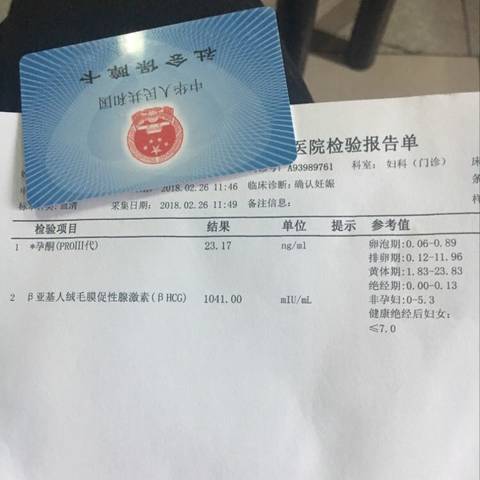 社会保障卡
中华人民共和国
医院检验报告单
A93989761 科室: 妇科(门诊) 床
2018.02.26 11:46 临床诊断:确认妊娠
采集日期: 2018.02.26 11:49 备注信息: 样
检验项目 结果 单位 提示 参考值
1 *孕酮(PROIII代) 23.17 ng/ml 卵泡期:0.06-0.89
排卵期:0.12-11.96
黄体期:1.83-23.83
绝经期:0.00-0.13
2 β亚基人绒毛膜促性腺激素(βHCG) 1041.00 mIU/mL 非孕妇:0-5.3
健康绝经后妇女:
≤7.0